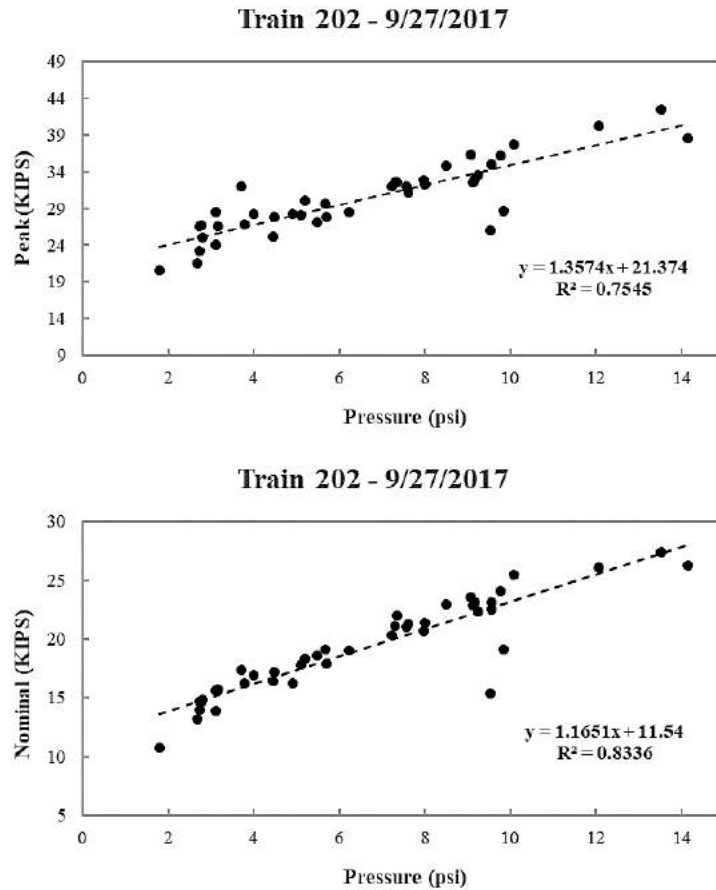 Train 202 - 9/27/2017
49
44
39
34
29
24
19
9
Peak(KIPS)
y = 1.3574x + 21.374
R² = 0.7545
0 2 4 6 8 10 12 14
Pressure (psi)
Train 202 - 9/27/2017
30
25
20
15
10
5
Nominal (KIPS)
y = 1.1651x + 11.54
R² = 0.8336
0 2 4 6 8 10 12 14
Pressure (psi)